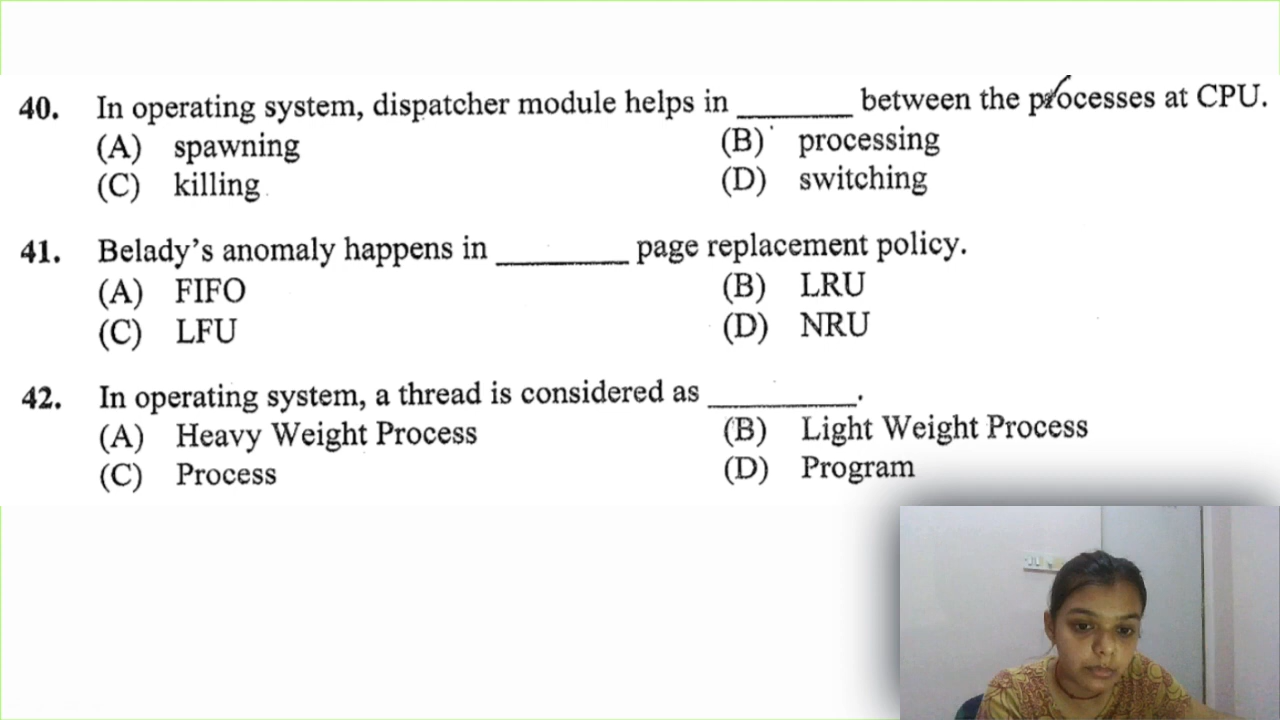 40. In operating system, dispatcher module helps in ________ between the processes at CPU.
(A) spawning (B) processing
(C) killing (D) switching
41. Belady's anomaly happens in _________ page replacement policy.
(A) FIFO (B) LRU
(C) LFU (D) NRU
42. In operating system, a thread is considered as __________.
(A) Heavy Weight Process (B) Light Weight Process
(C) Process (D) Program